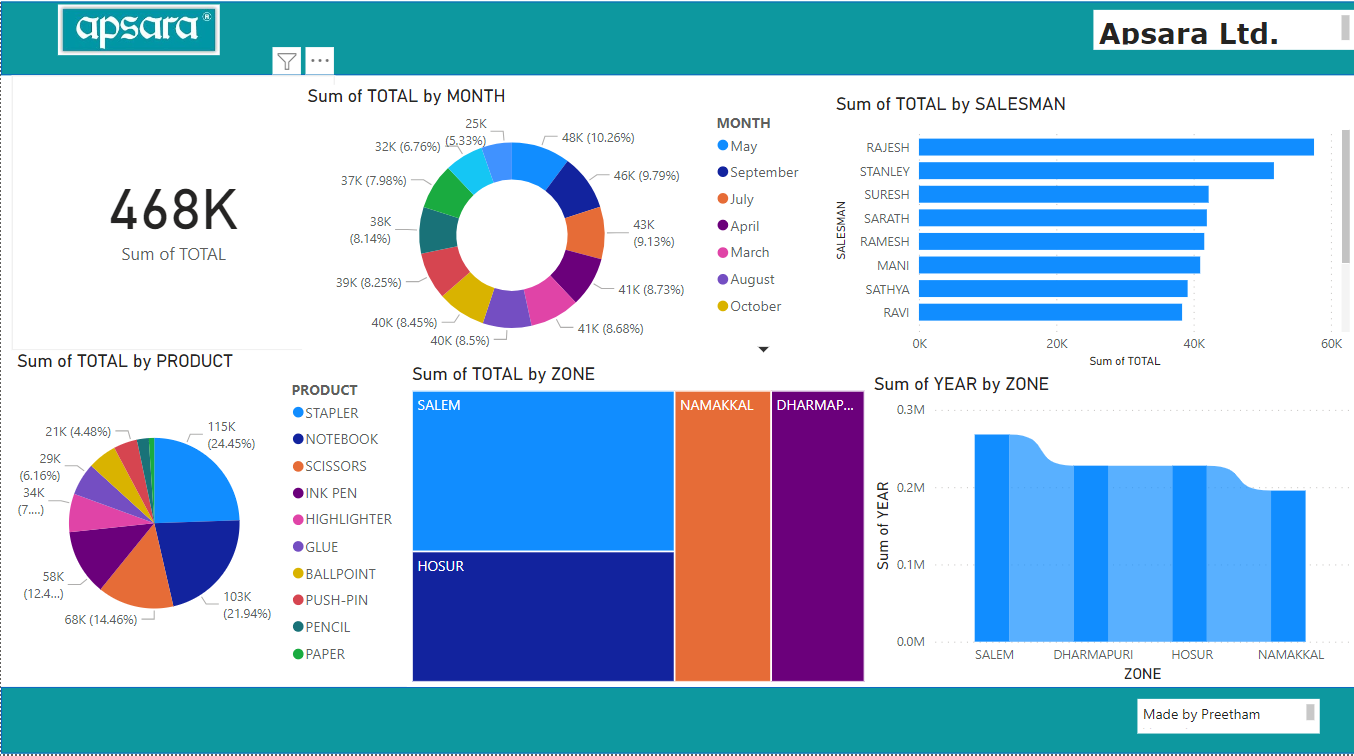 apsara®
Apsara Ltd.
468K
Sum of TOTAL
Sum of TOTAL by MONTH
25K
(5.33%)
48K (10.26%)
32K (6.76%)
46K (9.79%)
37K (7.98%)
38K
(8.14%)
43K
(9.13%)
39K (8.25%)
41K (8.73%)
40K (8.45%)
41K (8.68%)
40K (8.5%)
MONTH
May
September
July
April
March
August
October
Sum of TOTAL by SALESMAN
SALESMAN
RAJESH
STANLEY
SURESH
SARATH
RAMESH
MANI
SATHYA
RAVI
0K 20K 40K 60K
Sum of TOTAL
Sum of TOTAL by PRODUCT
21K (4.48%)
115K
(24.45%)
29K
(6.16%)
34K
(7....)
58K
(12.4...)
103K
(21.94%)
68K (14.46%)
PRODUCT
STAPLER
NOTEBOOK
SCISSORS
INK PEN
HIGHLIGHTER
GLUE
BALLPOINT
PUSH-PIN
PENCIL
PAPER
Sum of TOTAL by ZONE
SALEM
HOSUR
NAMAKKAL
DHARMAP...
Sum of YEAR by ZONE
Sum of YEAR
0.3M
0.2M
0.1M
0.0M
SALEM DHARMAPURI HOSUR NAMAKKAL
ZONE
Made by Preetham